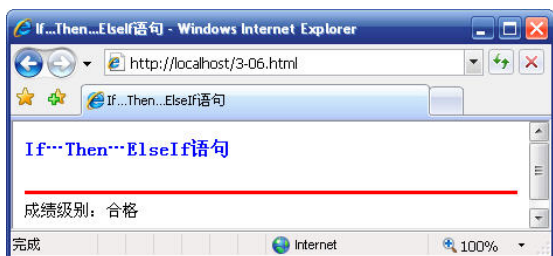 If...Then...ElseIf语句 - Windows Internet Explorer
http://localhost/3-06.html
If...Then...ElseIf语句
If…Then…ElseIf语句
成绩级别：合格
完成
Internet
100%